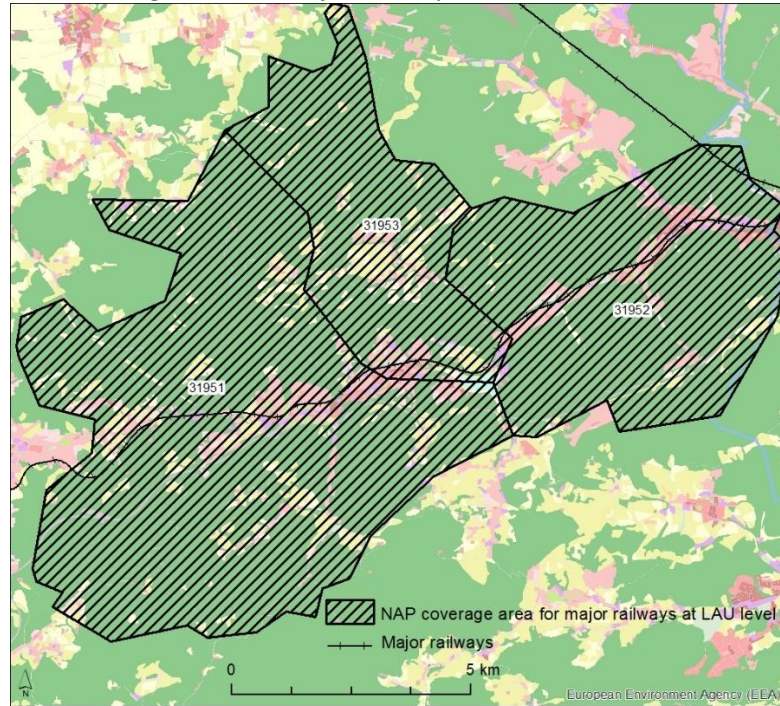 31953
31952
31951
NAP coverage area for major railways at LAU level
Major railways
0 5 km
N
European Environment Agency (EEA)